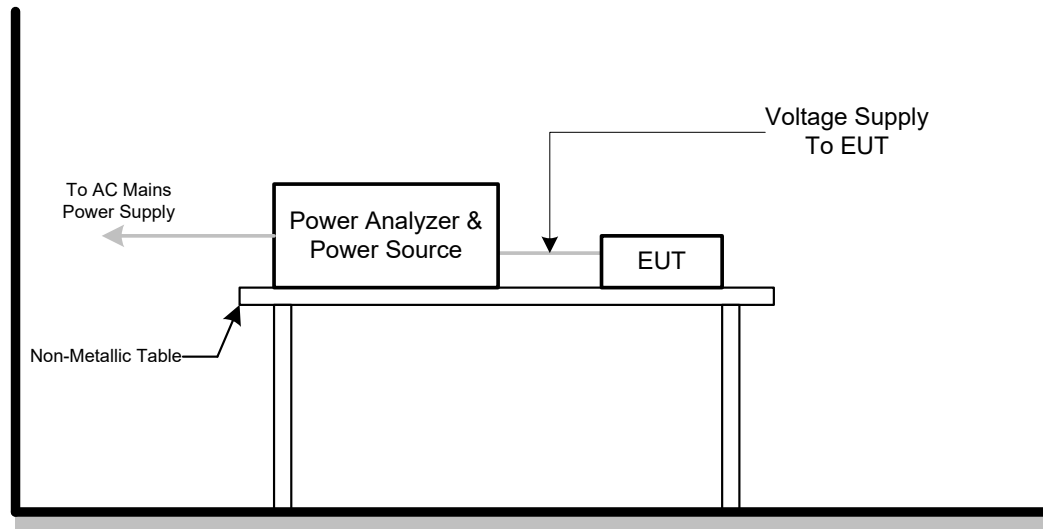 Voltage Supply
To EUT
To AC Mains
Power Supply
Power Analyzer &
Power Source
EUT
Non-Metallic Table